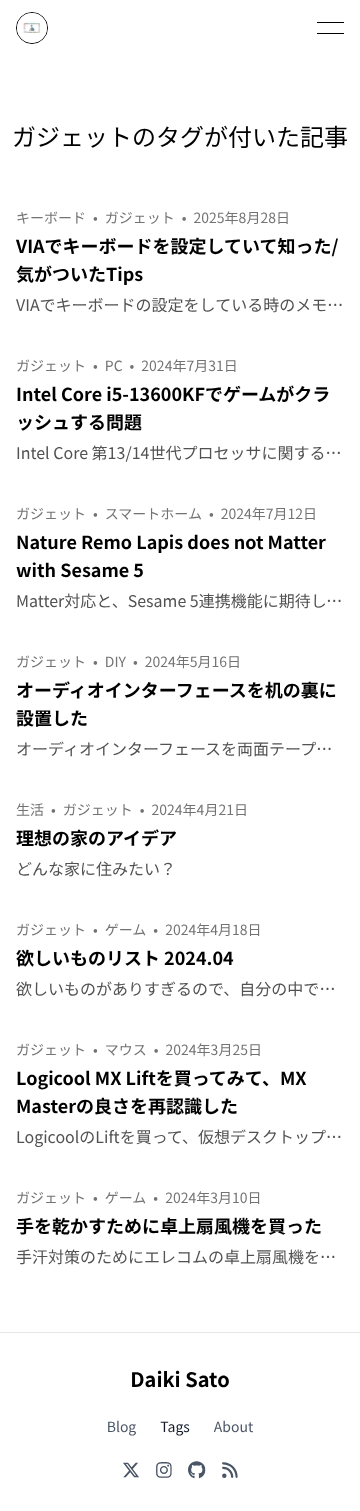 ガジェットのタグが付いた記事
キーボード • ガジェット • 2025年8月28日
VIAでキーボードを設定していて知った/
気がついたTips
VIAでキーボードの設定をしている時のメモ…
ガジェット • PC • 2024年7月31日
Intel Core i5-13600KFでゲームがクラ
ッシュする問題
Intel Core 第13/14世代プロセッサに関する…
ガジェット • スマートホーム • 2024年7月12日
Nature Remo Lapis does not Matter
with Sesame 5
Matter対応と、Sesame 5連携機能に期待し…
ガジェット • DIY • 2024年5月16日
オーディオインターフェースを机の裏に
設置した
オーディオインターフェースを両面テープ…
生活 • ガジェット • 2024年4月21日
理想の家のアイデア
どんな家に住みたい？
ガジェット • ゲーム • 2024年4月18日
欲しいものリスト 2024.04
欲しいものがありすぎるので、自分の中で…
ガジェット • マウス • 2024年3月25日
Logicool MX Liftを買ってみて、MX
Masterの良さを再認識した
LogicoolのLiftを買って、仮想デスクトップ…
ガジェット • ゲーム • 2024年3月10日
手を乾かすために卓上扇風機を買った
手汗対策のためにエレコムの卓上扇風機を…
Daiki Sato
Blog Tags About